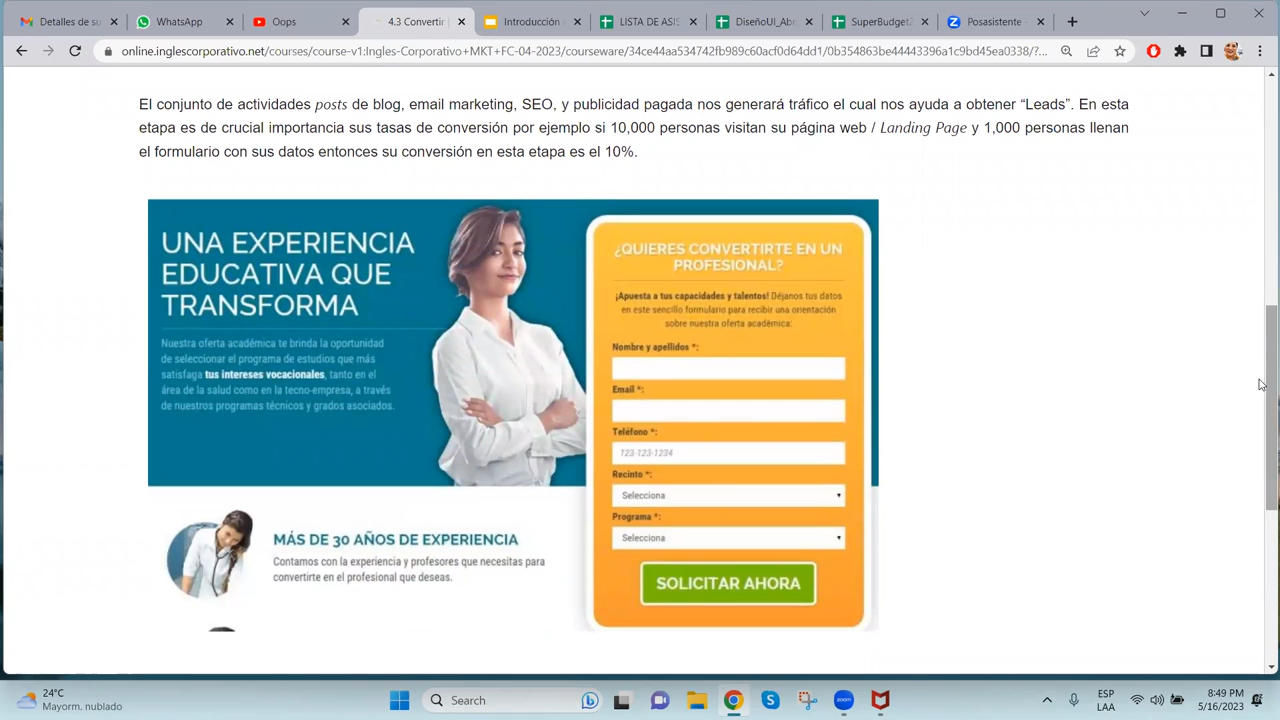 Detalles de su
WhatsApp
Oops
4.3 Convertir
Introducción
LISTA DE ASIS
DiseñoUI_Abr
SuperBudget
Posasistente -
online.inglescorporativo.net/courses/course-v1:Ingles-Corporativo+MKT+FC-04-2023/courseware/34ce44aa534742fb989c60acf0d64dd1/0b354863be44443396a1c9bd45ea0338/?...
El conjunto de actividades posts de blog, email marketing, SEO, y publicidad pagada nos generará tráfico el cual nos ayuda a obtener “Leads”. En esta
etapa es de crucial importancia sus tasas de conversión por ejemplo si 10,000 personas visitan su página web / Landing Page y 1,000 personas llenan
el formulario con sus datos entonces su conversión en esta etapa es el 10%.
UNA EXPERIENCIA
EDUCATIVA QUE
TRANSFORMA
Nuestra oferta académica te brinda la oportunidad
de seleccionar el programa de estudios que más
satisfaga tus intereses vocacionales, tanto en el
área de la salud como en la tecno-empresa, a través
de nuestros programas técnicos y grados asociados.
MÁS DE 30 AÑOS DE EXPERIENCIA
Contamos con la experiencia y profesores que necesitas para
convertirte en el profesional que deseas.
¿QUIERES CONVERTIRTE EN UN
PROFESIONAL?
¡Apuesta a tus capacidades y talentos! Déjanos tus datos
en este sencillo formulario para recibir una orientación
sobre nuestra oferta académica:
Nombre y apellidos *:
Email *:
Teléfono *:
123-123-1234
Recinto *:
Selecciona
Programa *:
Selecciona
SOLICITAR AHORA
24°C
Mayorm. nublado
Search
ESP
LAA
8:49 PM
5/16/2023